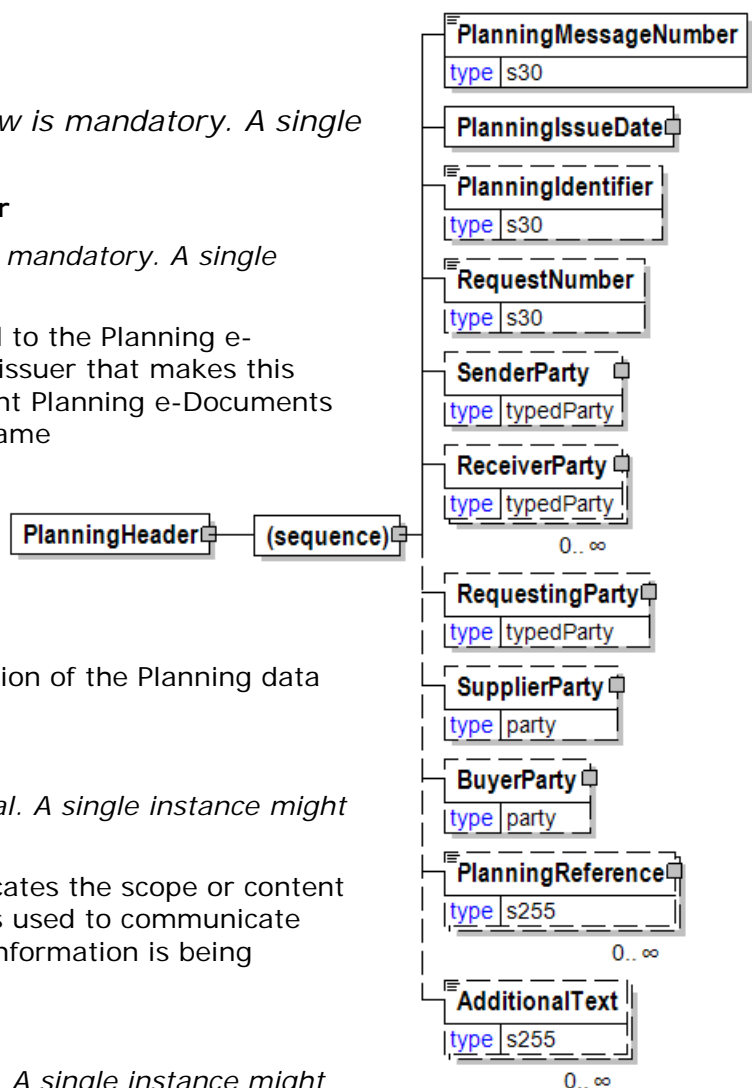 w is mandatory. A single
r
mandatory. A single
l to the Planning e-
issuer that makes this
nt Planning e-Documents
ame
tion of the Planning data
al. A single instance might
cates the scope or content
s used to communicate
nformation is being
. A single instance might
PlanningHeader
(sequence)
PlanningMessageNumber
type s30
PlanningIssueDate
PlanningIdentifier
type s30
RequestNumber
type s30
SenderParty
type typedParty
ReceiverParty
type typedParty
0.. ∞
RequestingParty
type typedParty
SupplierParty
type party
BuyerParty
type party
PlanningReference
type s255
0.. ∞
AdditionalText
type s255
0.. ∞